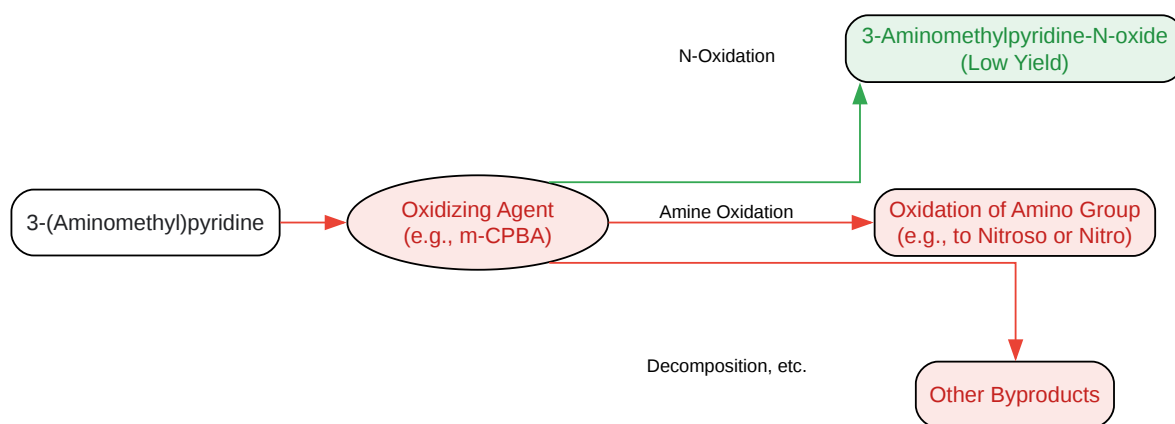 N-Oxidation
3-Aminomethylpyridine-N-oxide
(Low Yield)
3-(Aminomethyl)pyridine
Oxidizing Agent
(e.g., m-CPBA)
Amine Oxidation
Oxidation of Amino Group
(e.g., to Nitroso or Nitro)
Decomposition, etc.
Other Byproducts